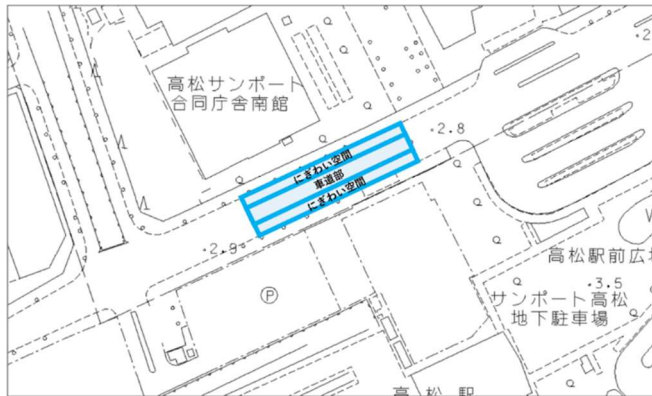 高松サンポート
合同庁舎南館
にぎわい空間
車道部
にぎわい空間
2.8
2.9
P
高松駅前広場
3.5
サンポート高松
地下駐車場
高松駅